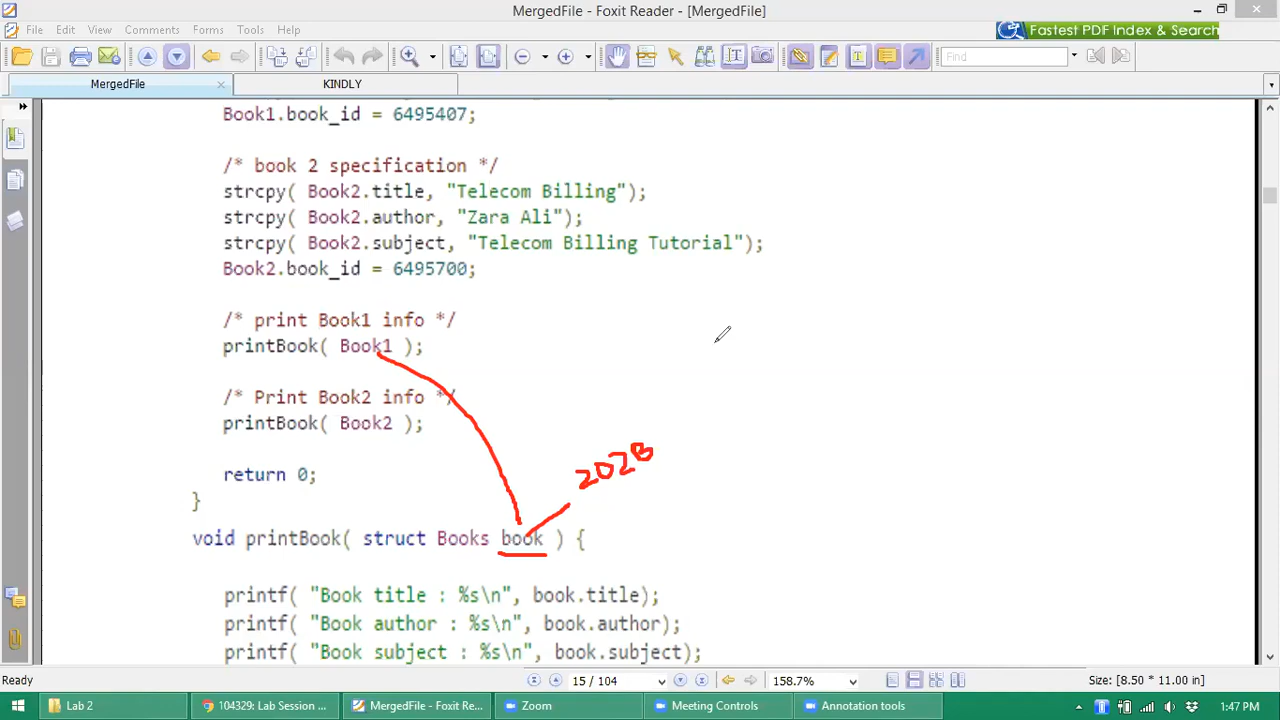 MergedFile - Foxit Reader - [MergedFile]
File Edit View Comments Forms Tools Help
Fastest PDF Index & Search
Find
MergedFile
KINDLY
Book1.book_id = 6495407;
/* book 2 specification */
strcpy( Book2.title, "Telecom Billing");
strcpy( Book2.author, "Zara Ali");
strcpy( Book2.subject, "Telecom Billing Tutorial");
Book2.book_id = 6495700;
/* print Book1 info */
printBook( Book1 );
/* Print Book2 info */
printBook( Book2 );
202B
return 0;
}
void printBook( struct Books book ) {
printf( "Book title : %s\n", book.title);
printf( "Book author : %s\n", book.author);
printf( "Book subject : %s\n", book.subject);
Ready
15 / 104
158.7%
Size: [8.50 * 11.00 in]
Lab 2
104329: Lab Session ...
MergedFile - Foxit Re...
Zoom
Meeting Controls
Annotation tools
1:47 PM